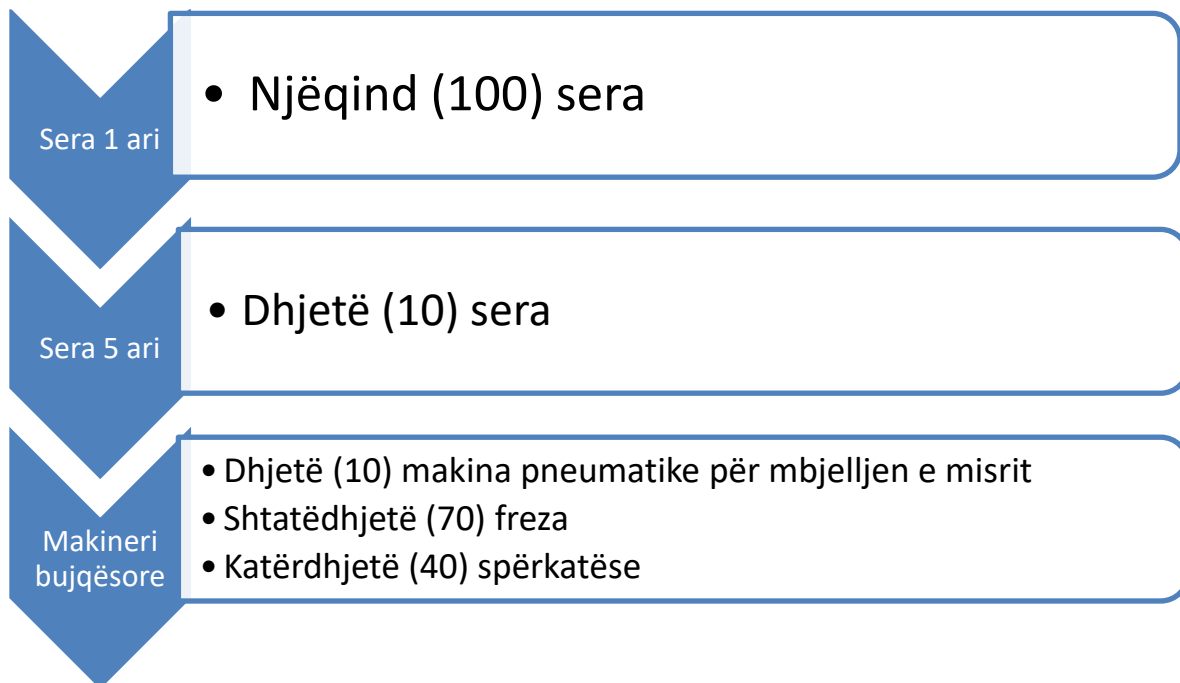 Sera 1 ari
• Njëqind (100) sera
Sera 5 ari
• Dhjetë (10) sera
Makineri
bujqësore
• Dhjetë (10) makina pneumatike për mbjelljen e misrit
• Shtatëdhjetë (70) freza
• Katërdhjetë (40) spërkatëse